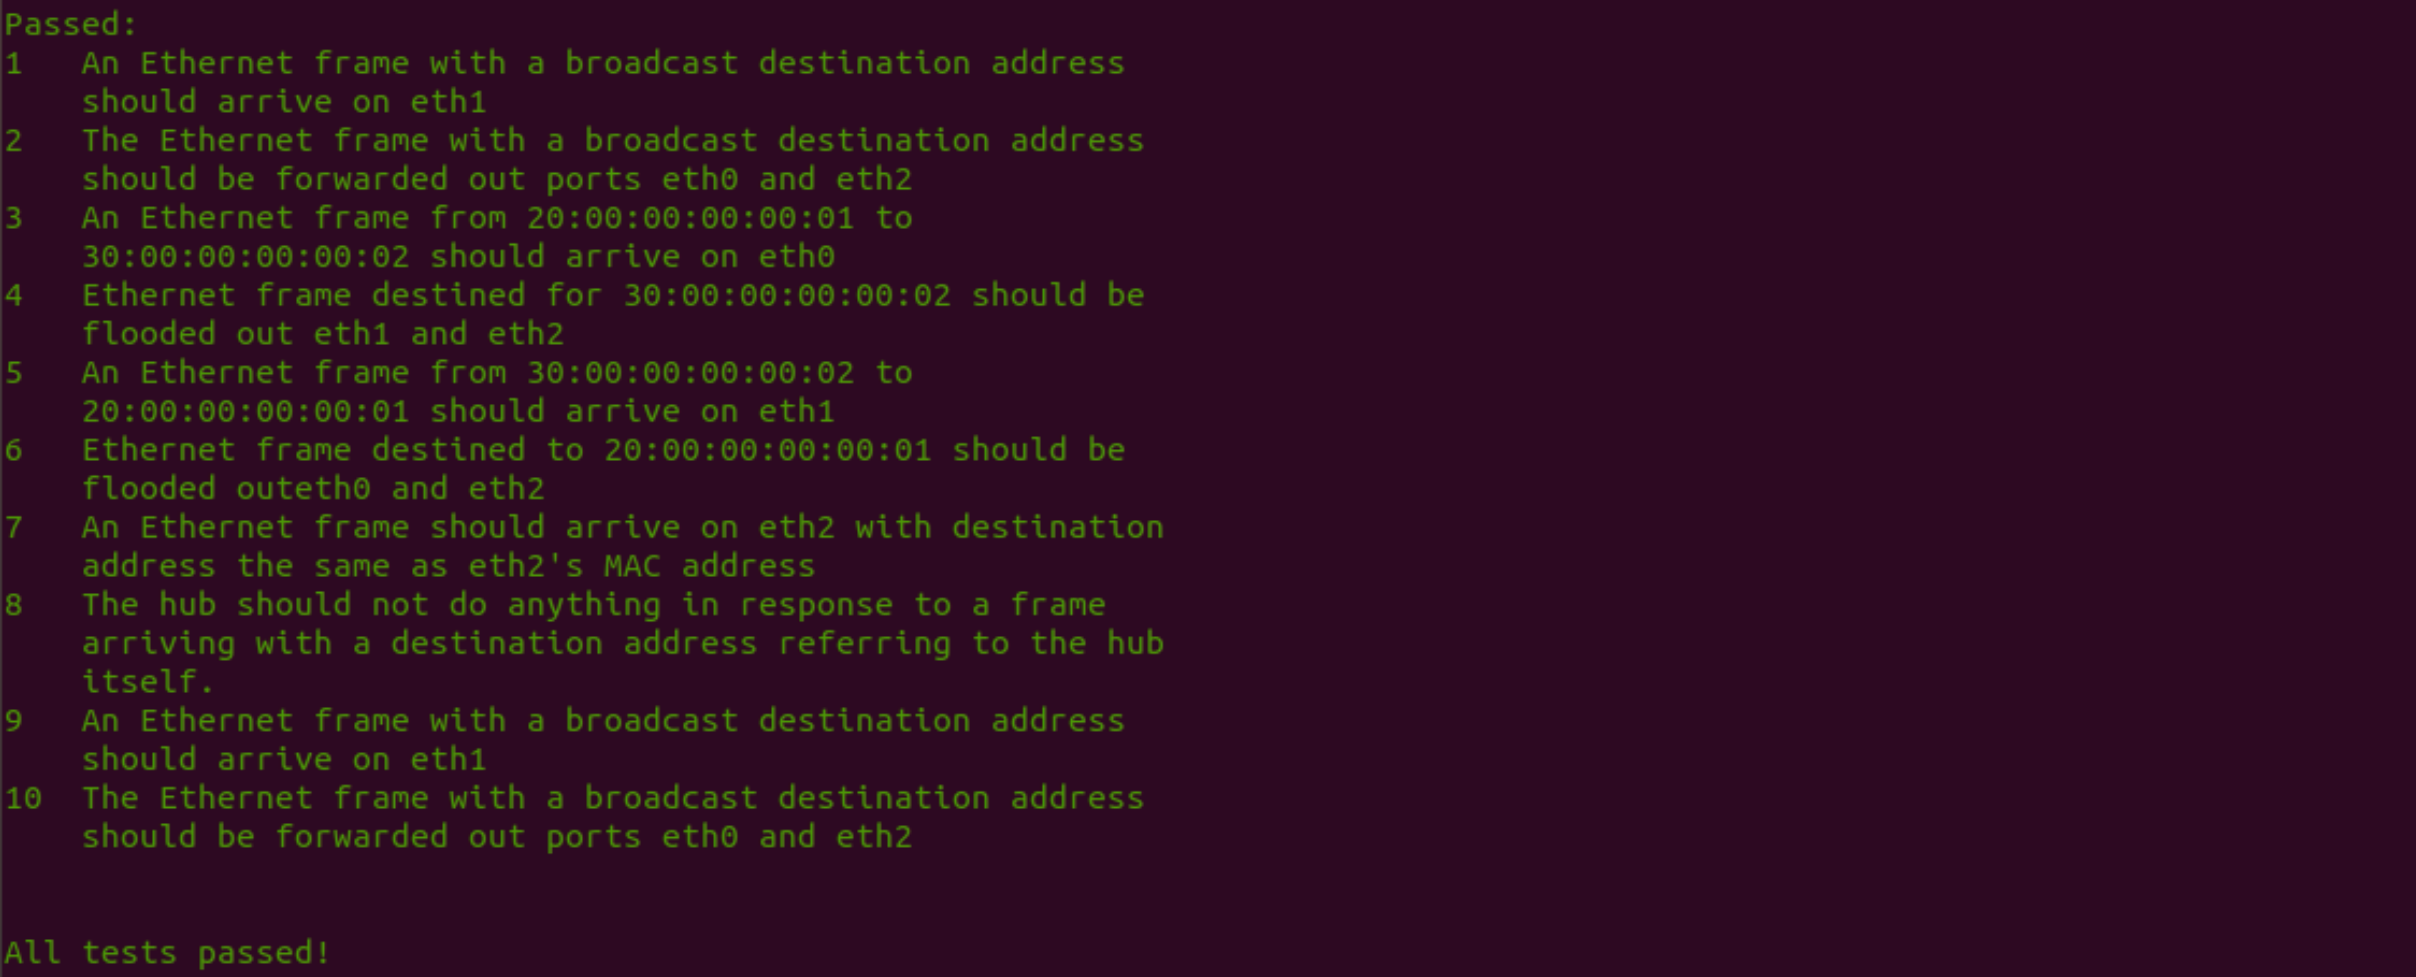 Passed:
1   An Ethernet frame with a broadcast destination address
    should arrive on eth1
2   The Ethernet frame with a broadcast destination address
    should be forwarded out ports eth0 and eth2
3   An Ethernet frame from 20:00:00:00:00:01 to
    30:00:00:00:00:02 should arrive on eth0
4   Ethernet frame destined for 30:00:00:00:00:02 should be
    flooded out eth1 and eth2
5   An Ethernet frame from 30:00:00:00:00:02 to
    20:00:00:00:00:01 should arrive on eth1
6   Ethernet frame destined to 20:00:00:00:00:01 should be
    flooded outeth0 and eth2
7   An Ethernet frame should arrive on eth2 with destination
    address the same as eth2's MAC address
8   The hub should not do anything in response to a frame
    arriving with a destination address referring to the hub
    itself.
9   An Ethernet frame with a broadcast destination address
    should arrive on eth1
10  The Ethernet frame with a broadcast destination address
    should be forwarded out ports eth0 and eth2
All tests passed!